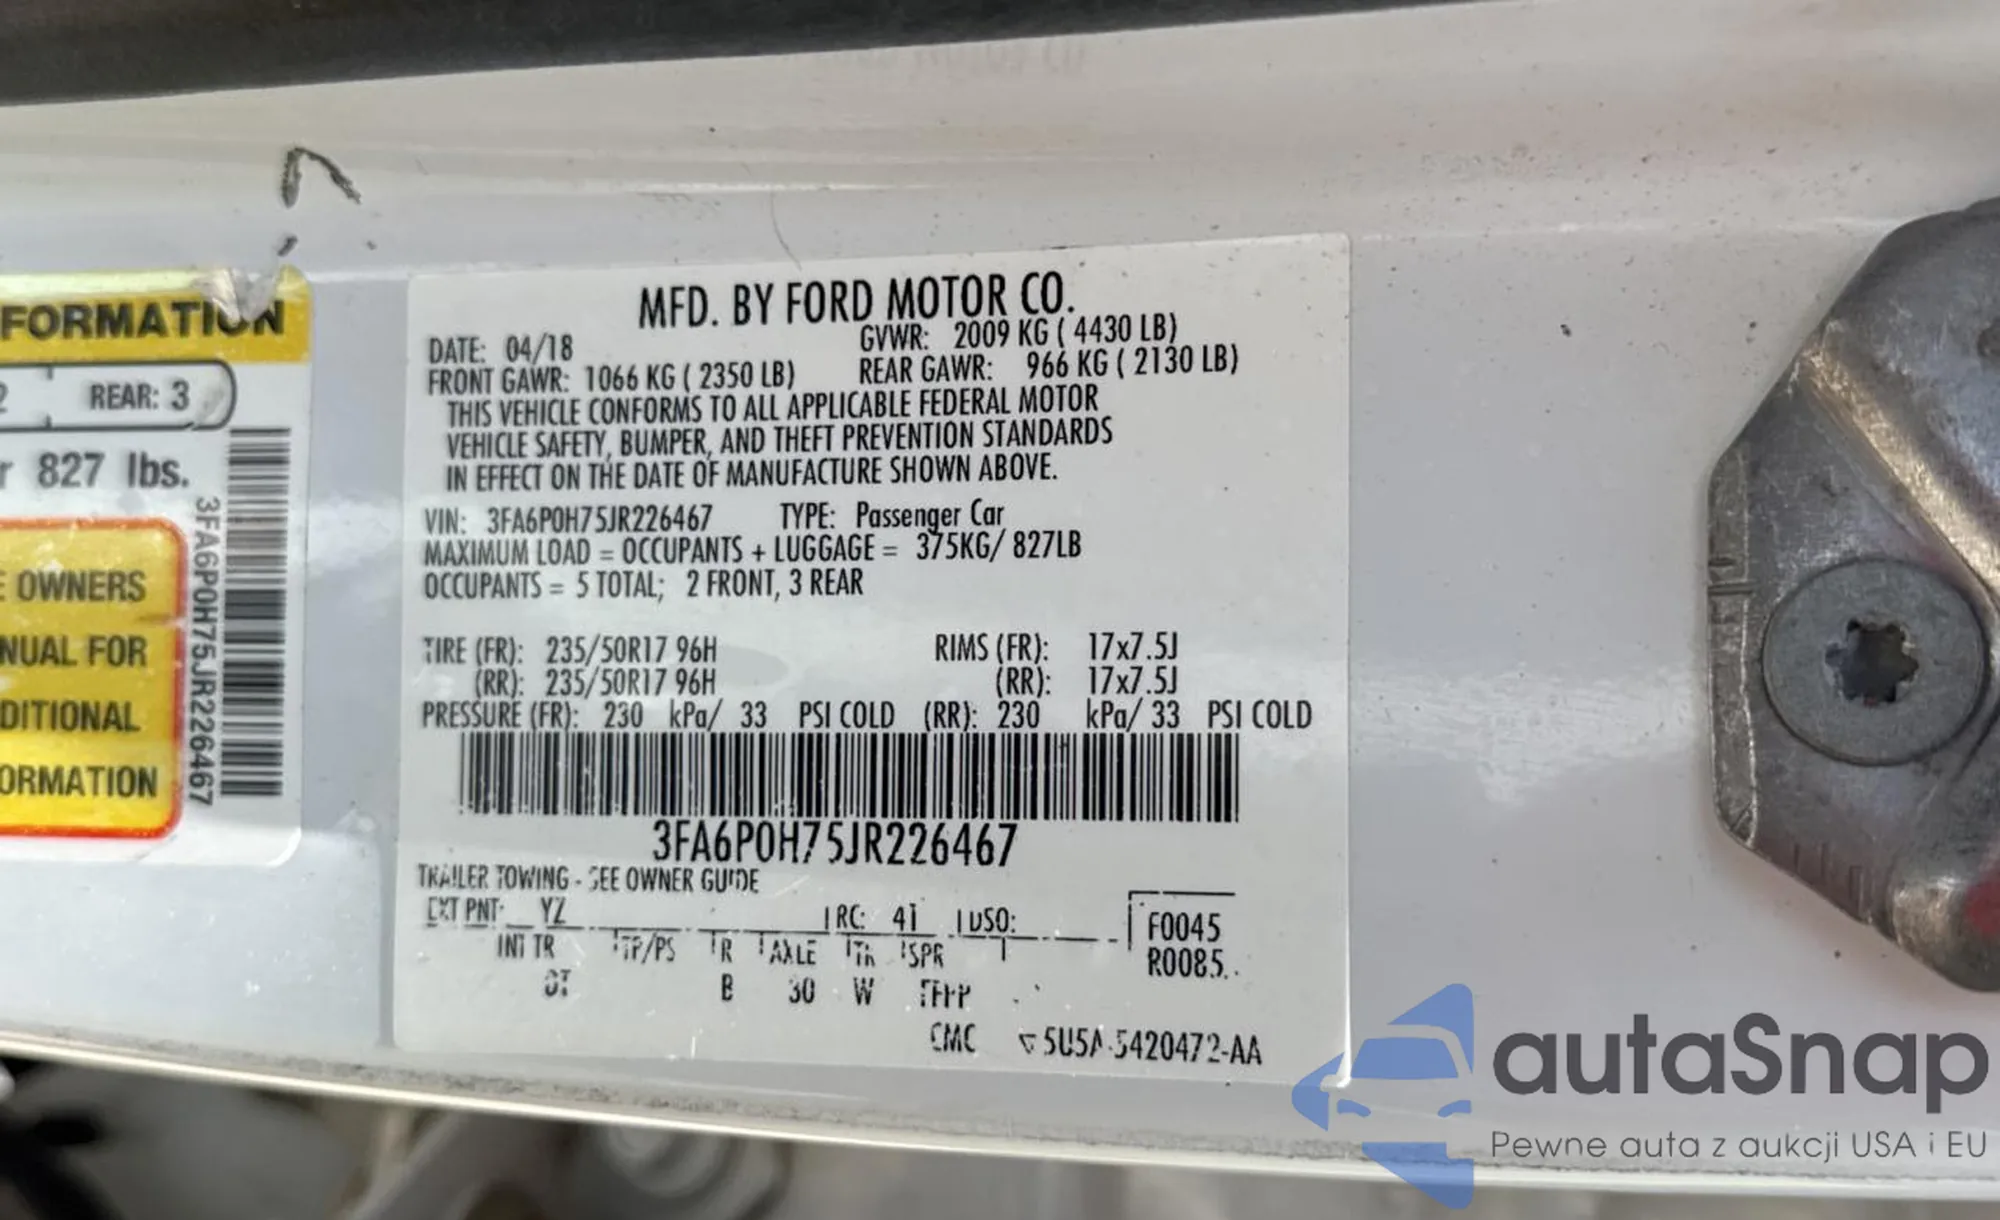 FORMATION
REAR: 3
827 lbs.
OWNERS
NUAL FOR
DITIONAL
ORMATION
3FA6P0H75JR226467
MFD. BY FORD MOTOR CO.
DATE: 04/18 GVWR: 2009 KG ( 4430 LB)
FRONT GAWR: 1066 KG ( 2350 LB) REAR GAWR: 966 KG ( 2130 LB)
THIS VEHICLE CONFORMS TO ALL APPLICABLE FEDERAL MOTOR
VEHICLE SAFETY, BUMPER, AND THEFT PREVENTION STANDARDS
IN EFFECT ON THE DATE OF MANUFACTURE SHOWN ABOVE.
VIN: 3FA6P0H75JR226467 TYPE: Passenger Car
MAXIMUM LOAD = OCCUPANTS + LUGGAGE = 375KG/ 827LB
OCCUPANTS = 5 TOTAL; 2 FRONT, 3 REAR
TIRE (FR): 235/50R17 96H RIMS (FR): 17x7.5J
(RR): 235/50R17 96H (RR): 17x7.5J
PRESSURE (FR): 230 kPa/ 33 PSI COLD (RR): 230 kPa/ 33 PSI COLD
3FA6P0H75JR226467
TRAILER TOWING - SEE OWNER GUIDE
EXT PNT: YZ RC: 41 DSO: F0045
INT TR TP/PS R AXLE TR SPR R0085
B 30 W
CMC 5U5A-5420472-AA
autaSnap
Pewne auta z aukcji USA i EU